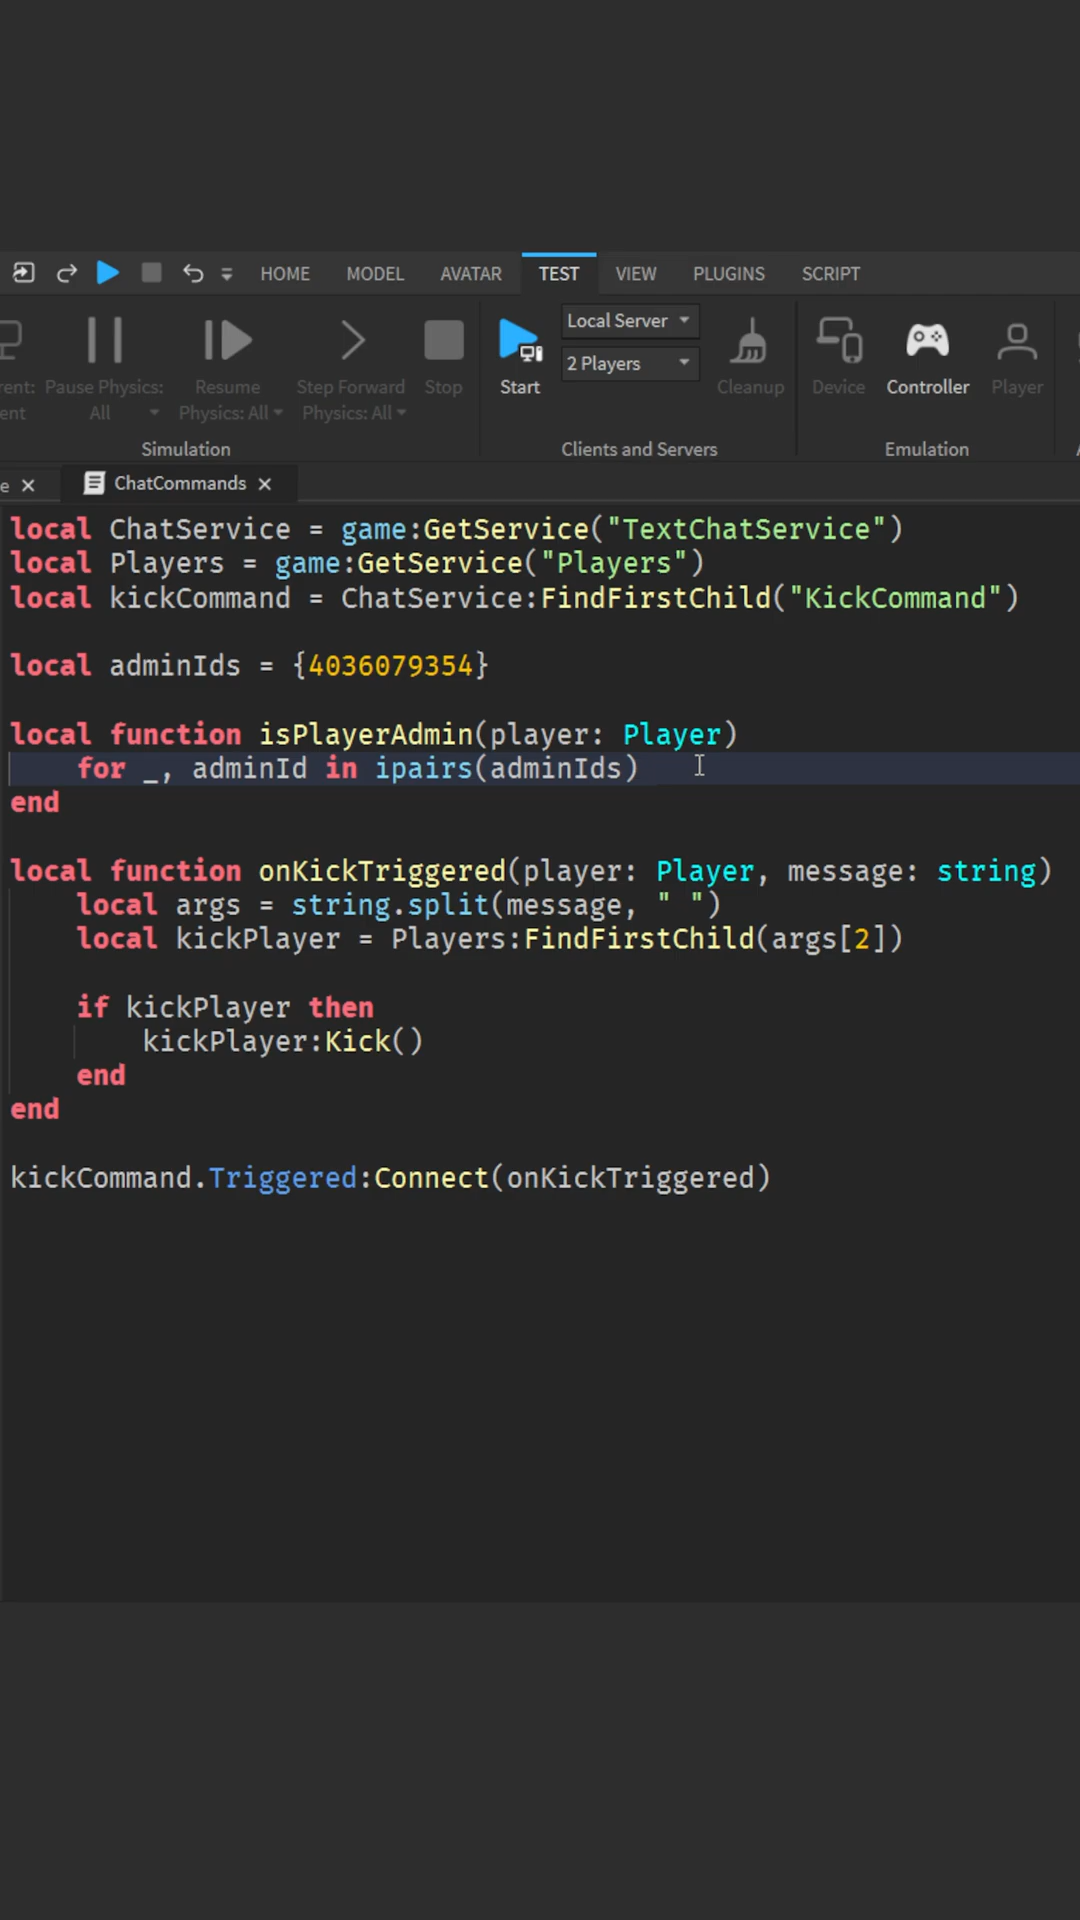 HOME MODEL AVATAR TEST VIEW PLUGINS SCRIPT
Local Server
2 Players
rent: Pause Physics: Resume Step Forward Stop Start Cleanup Device Controller Player
ent All Physics: All Physics: All
Simulation Clients and Servers Emulation
e ChatCommands
local ChatService = game:GetService("TextChatService")
local Players = game:GetService("Players")
local kickCommand = ChatService:FindFirstChild("KickCommand")
local adminIds = {4036079354}
local function isPlayerAdmin(player: Player)
for _, adminId in ipairs(adminIds)
end
local function onKickTriggered(player: Player, message: string)
local args = string.split(message, " ")
local kickPlayer = Players:FindFirstChild(args[2])
if kickPlayer then
kickPlayer:Kick()
end
end
kickCommand.Triggered:Connect(onKickTriggered)